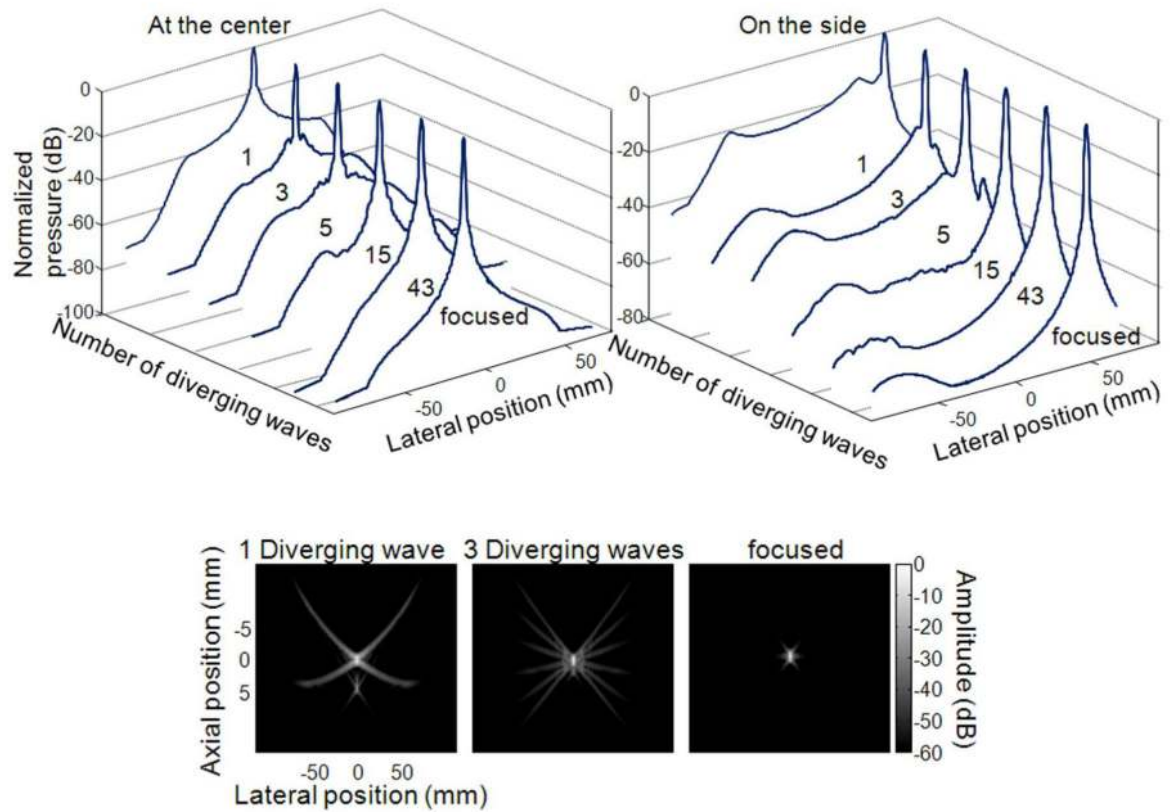 At the center
0
-20
-40
-60
-80
-100
Normalized
pressure (dB)
1
3
5
15
43
focused
Number of diverging waves
-50
0
50
Lateral position (mm)
On the side
0
-20
-40
-60
-80
1
3
5
15
43
focused
Number of diverging waves
-50
0
50
Lateral position (mm)
1 Diverging wave
3 Diverging waves
focused
Axial position (mm)
-5
0
5
-50
0
50
Lateral position (mm)
0
-10
-20
-30
-40
-50
-60
Amplitude (dB)